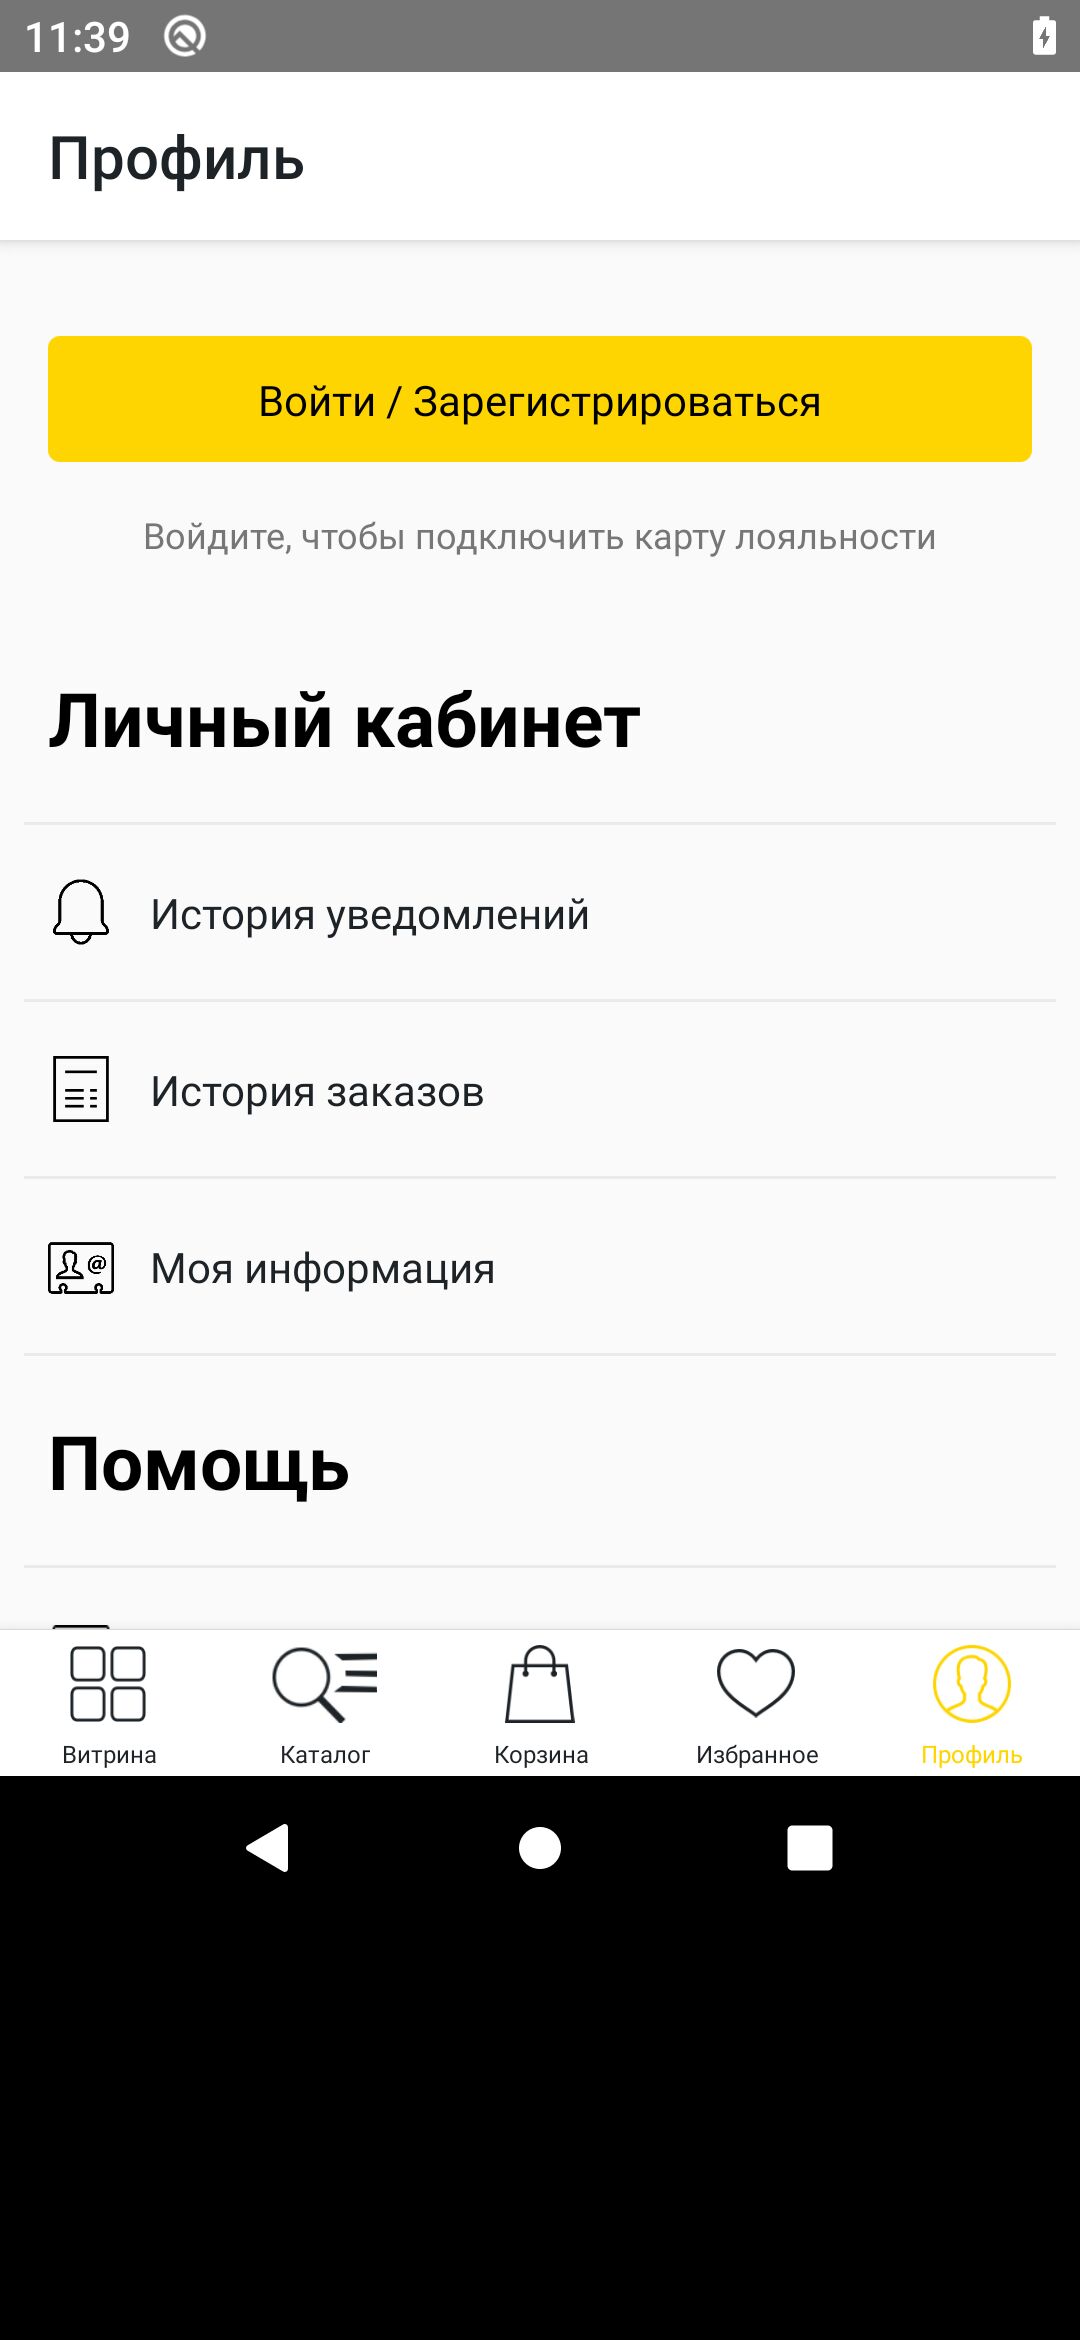 11:39
Профиль
Войти / Зарегистрироваться
Войдите, чтобы подключить карту лояльности
Личный кабинет
История уведомлений
История заказов
Моя информация
Помощь
Витрина
Каталог
Корзина
Избранное
Профиль